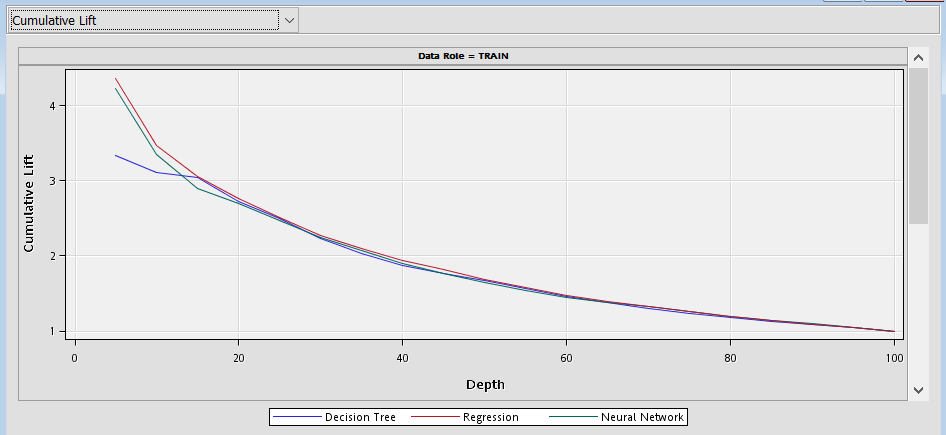 Cumulative Lift
Data Role = TRAIN
Cumulative Lift
4
3
2
1
0 20 40 60 80 100
Depth
Decision Tree Regression Neural Network